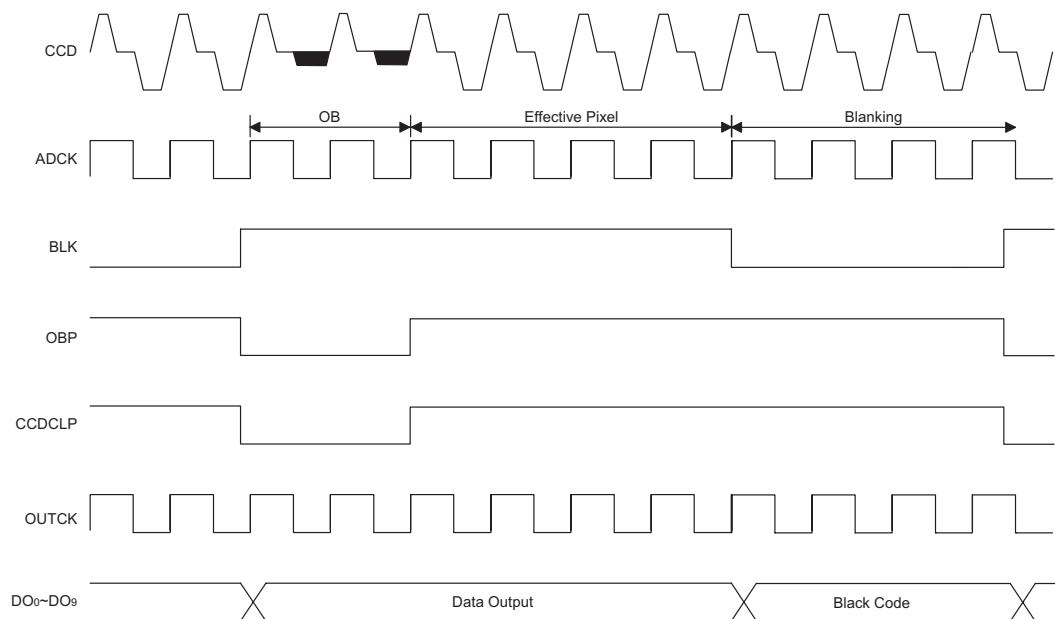 CCD
OB Effective Pixel Blanking
ADCK
BLK
OBP
CCDCLP
OUTCK
DO0~DO9 Data Output Black Code